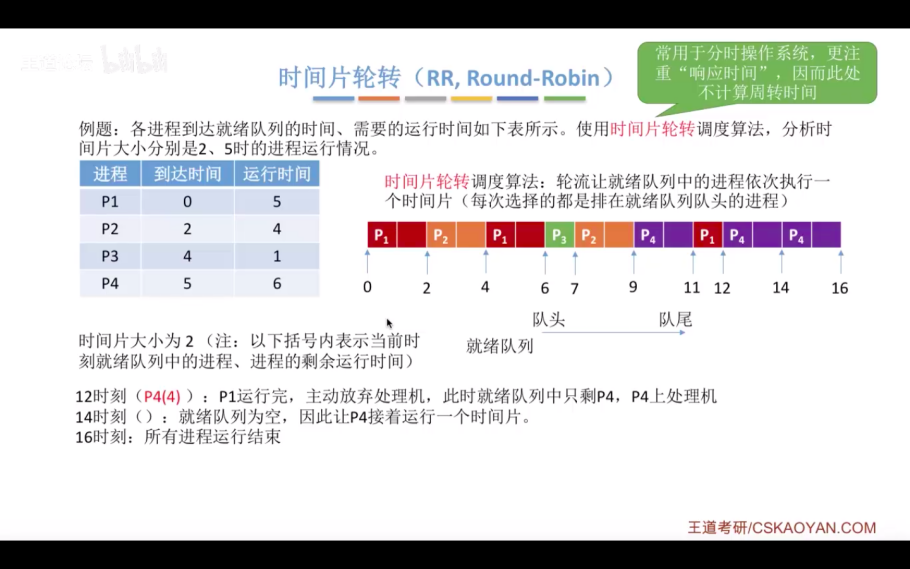 bilibili
时间片轮转（RR, Round-Robin）
常用于分时操作系统，更注
重“响应时间”，因而此处
不计算周转时间
例题：各进程到达就绪队列的时间、需要的运行时间如下表所示。使用时间片轮转调度算法，分析时
间片大小分别是2、5时的进程运行情况。
进程 到达时间 运行时间
P1 0 5
P2 2 4
P3 4 1
P4 5 6
时间片轮转调度算法：轮流让就绪队列中的进程依次执行一
个时间片（每次选择的都是排在就绪队列队头的进程）
P1 P2 P1 P3 P2 P4 P1 P4 P4
0 2 4 6 7 9 11 12 14 16
队头 队尾
就绪队列
时间片大小为 2 （注：以下括号内表示当前时
刻就绪队列中的进程、进程的剩余运行时间）
12时刻（P4(4) ）：P1运行完，主动放弃处理机，此时就绪队列中只剩P4，P4上处理机
14时刻（）：就绪队列为空，因此让P4接着运行一个时间片。
16时刻：所有进程运行结束
王道考研/CSKAOYAN.COM